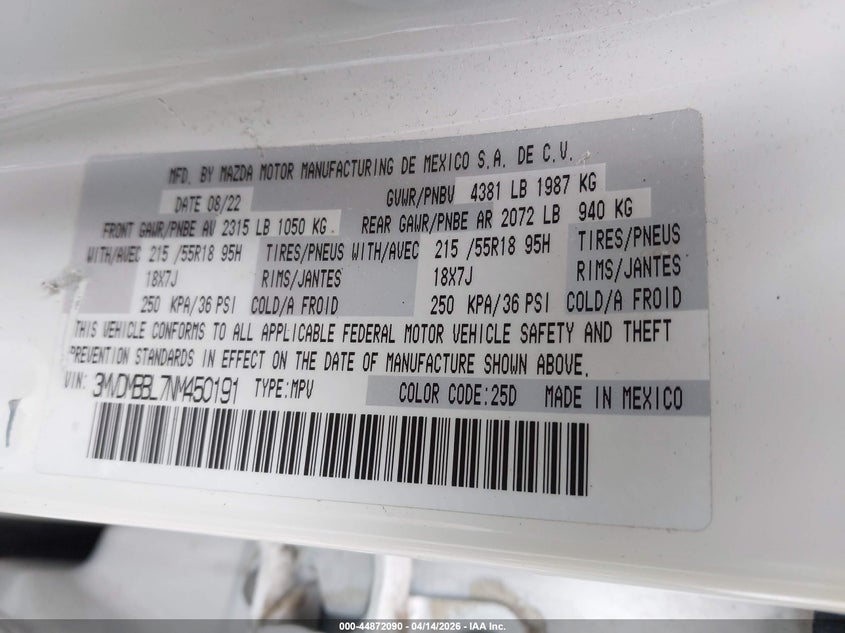 MFD. BY MAZDA MOTOR MANUFACTURING DE MEXICO S.A. DE C.V.
DATE 08/22 GVWR/PNBV 4381 LB 1987 KG
FRONT GAWR/PNBE AV 2315 LB 1050 KG REAR GAWR/PNBE AR 2072 LB 940 KG
WITH/AVEC 215 /55R18 95H TIRES/PNEUS WITH/AVEC 215 /55R18 95H TIRES/PNEUS
18X7J RIMS/JANTES 18X7J RIMS/JANTES
250 KPA/36 PSI COLD/A FROID 250 KPA/36 PSI COLD/A FROID
THIS VEHICLE CONFORMS TO ALL APPLICABLE FEDERAL MOTOR VEHICLE SAFETY AND THEFT
PREVENTION STANDARDS IN EFFECT ON THE DATE OF MANUFACTURE SHOWN ABOVE.
VIN: 3MVDMBBL7NM450191 TYPE:MPV COLOR CODE:25D MADE IN MEXICO
000-44872090 - 04/14/2026 - IAA Inc.